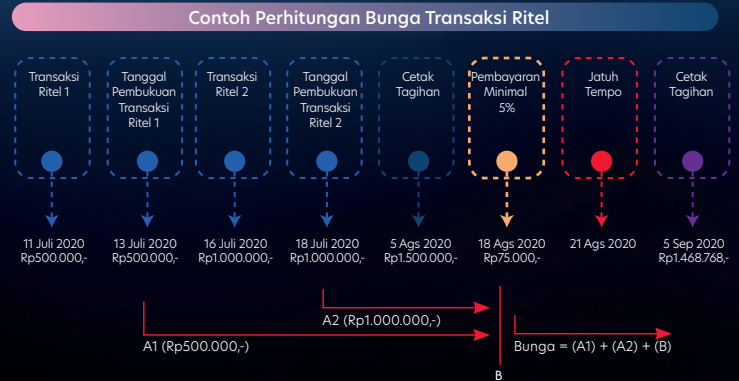 Contoh Perhitungan Bunga Transaksi Ritel
Transaksi
Ritel 1
Tanggal
Pembukuan
Transaksi
Ritel 1
Transaksi
Ritel 2
Tanggal
Pembukuan
Transaksi
Ritel 2
Cetak
Tagihan
Pembayaran
Minimal
5%
Jatuh
Tempo
Cetak
Tagihan
11 Juli 2020
Rp500.000,-
13 Juli 2020
Rp500.000,-
16 Juli 2020
Rp1.000.000,-
18 Juli 2020
Rp1.000.000,-
5 Ags 2020
Rp1.500.000,-
18 Ags 2020
Rp75.000,-
21 Ags 2020
5 Sep 2020
Rp1.468.768,-
A2 (Rp1.000.000,-)
A1 (Rp500.000,-)
Bunga = (A1) + (A2) + (B)
B